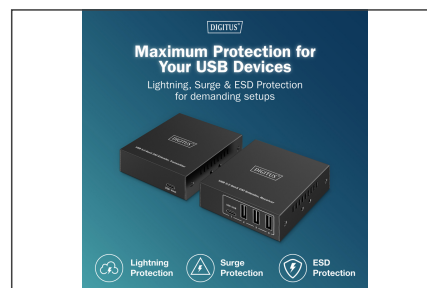 DIGITUS®
Maximum Protection for
Your USB Devices
Lightning, Surge & ESD Protection
for demanding setups
DIGITUS®
DIGITUS®
Lightning
Protection
Surge
Protection
ESD
Protection